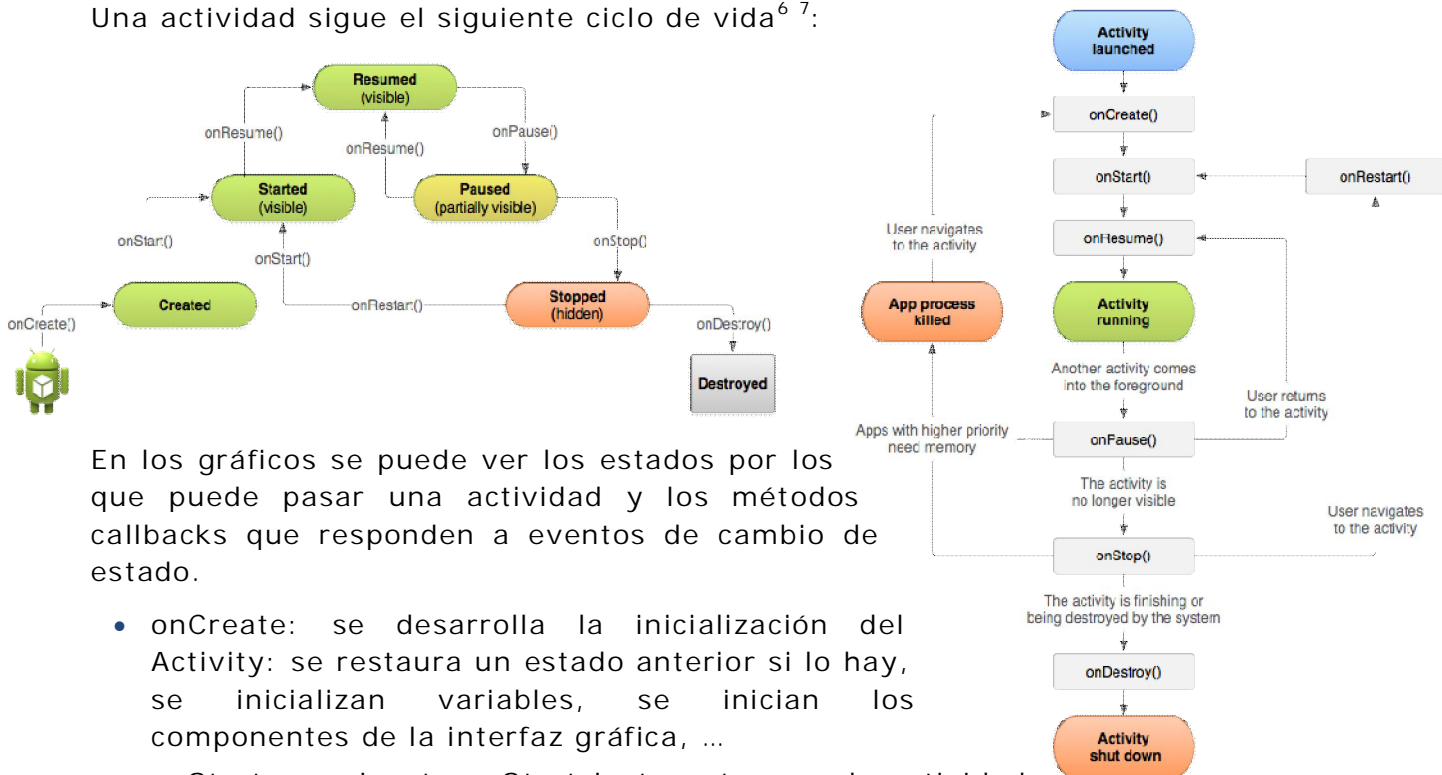 Una actividad sigue el siguiente ciclo de vida6 7:
Resumed
(visible)
onResume()
onResume()
onPause()
Started
(visible)
Paused
(partially visible)
onStart()
onStart()
onStop()
Created
onRestart()
Stopped
(hidden)
onCreate()
onDestroy()
Destroyed
Activity
launched
onCreate()
onStart()
onRestart()
onResume()
User navigates
to the activity
App process
killed
Activity
running
Another activity comes
into the foreground
User returns
to the activity
Apps with higher priority
need memory
onPause()
The activity is
no longer visible
User navigates
to the activity
onStop()
The activity is finishing or
being destroyed by the system
onDestroy()
Activity
shut down
En los gráficos se puede ver los estados por los
que puede pasar una actividad y los métodos
callbacks que responden a eventos de cambio de
estado.
• onCreate: se desarrolla la inicialización del
Activity: se restaura un estado anterior si lo hay,
se inicializan variables, se inician los
componentes de la interfaz gráfica, ...